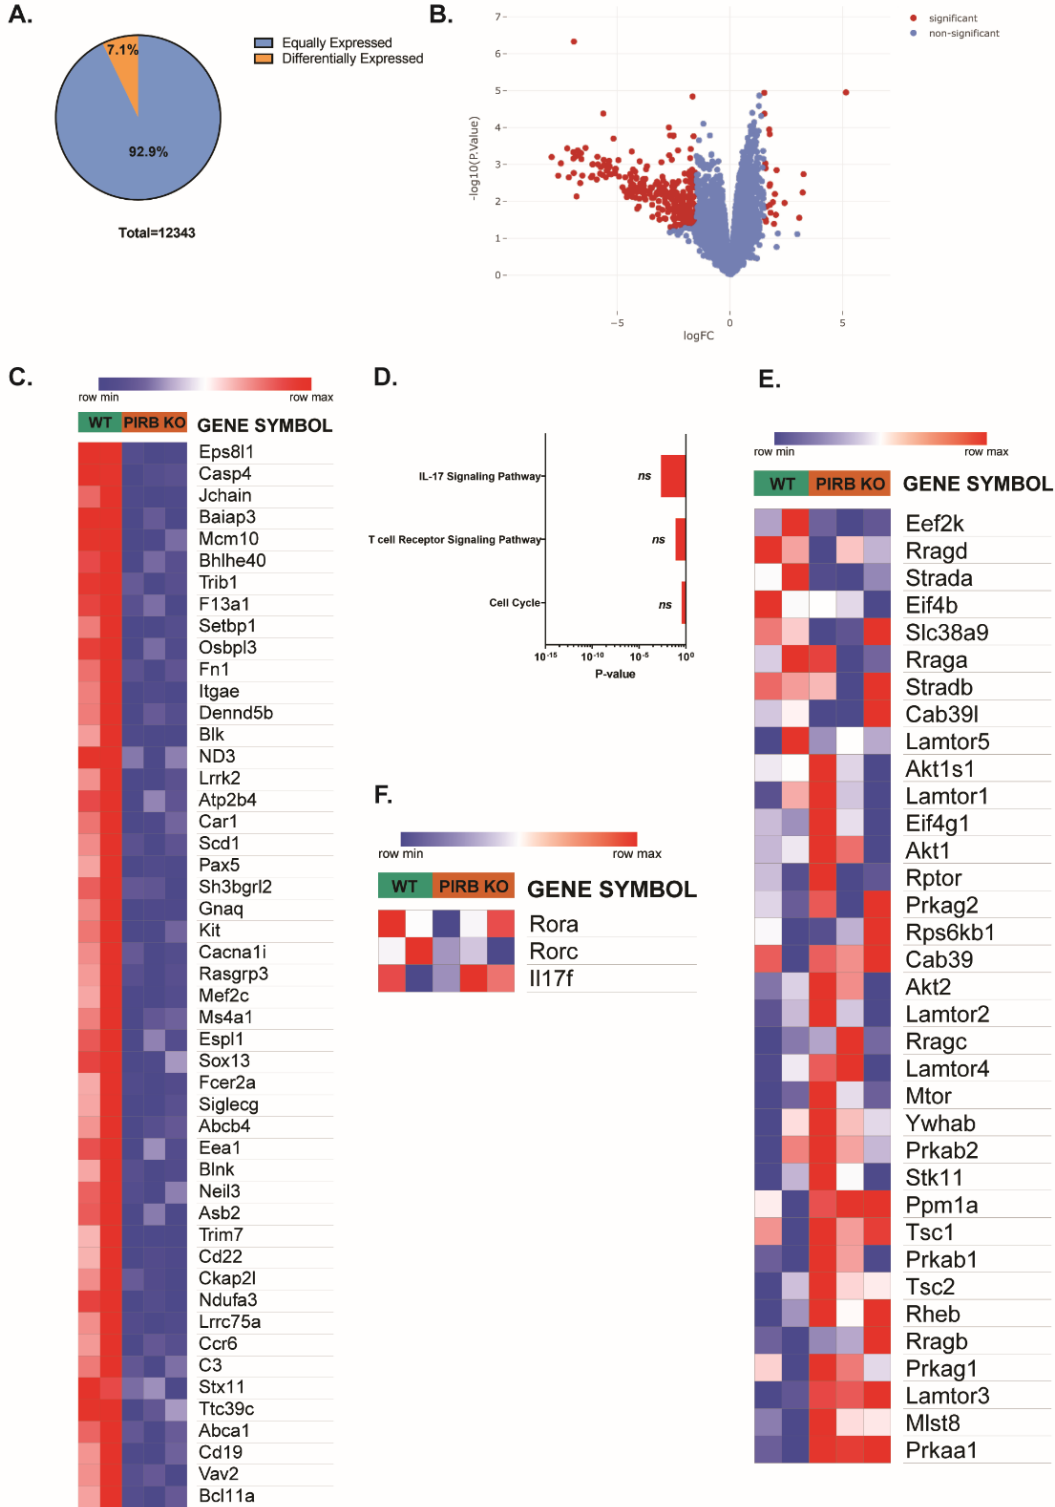 A.
7.1%
92.9%
Equally Expressed
Differentially Expressed
Total=12343
B.
7
6
5
4
3
2
1
0
-log10(P.Value)
−5
0
5
logFC
significant
non-significant
C.
row min
row max
WT
PIRB KO
GENE SYMBOL
Eps8l1
Casp4
Jchain
Baiap3
Mcm10
Bhlhe40
Trib1
F13a1
Setbp1
Osbpl3
Fn1
Itgae
Dennd5b
Blk
ND3
Lrrk2
Atp2b4
Car1
Scd1
Pax5
Sh3bgrl2
Gnaq
Kit
Cacna1i
Rasgrp3
Mef2c
Ms4a1
Espl1
Sox13
Fcer2a
Siglecg
Abcb4
Eea1
Blnk
Neil3
Asb2
Trim7
Cd22
Ckap2l
Ndufa3
Lrrc75a
Ccr6
C3
Stx11
Ttc39c
Abca1
Cd19
Vav2
Bcl11a
D.
IL-17 Signaling Pathway
ns
T cell Receptor Signaling Pathway
ns
Cell Cycle
ns
10-15
10-10
10-5
100
P-value
E.
row min
row max
WT
PIRB KO
GENE SYMBOL
Eef2k
Rragd
Strada
Eif4b
Slc38a9
Rraga
Stradb
Cab39l
Lamtor5
Akt1s1
Lamtor1
Eif4g1
Akt1
Rptor
Prkag2
Rps6kb1
Cab39
Akt2
Lamtor2
Rragc
Lamtor4
Mtor
Ywhab
Prkab2
Stk11
Ppm1a
Tsc1
Prkab1
Tsc2
Rheb
Rragb
Prkag1
Lamtor3
Mlst8
Prkaa1
F.
row min
row max
WT
PIRB KO
GENE SYMBOL
Rora
Rorc
Il17f